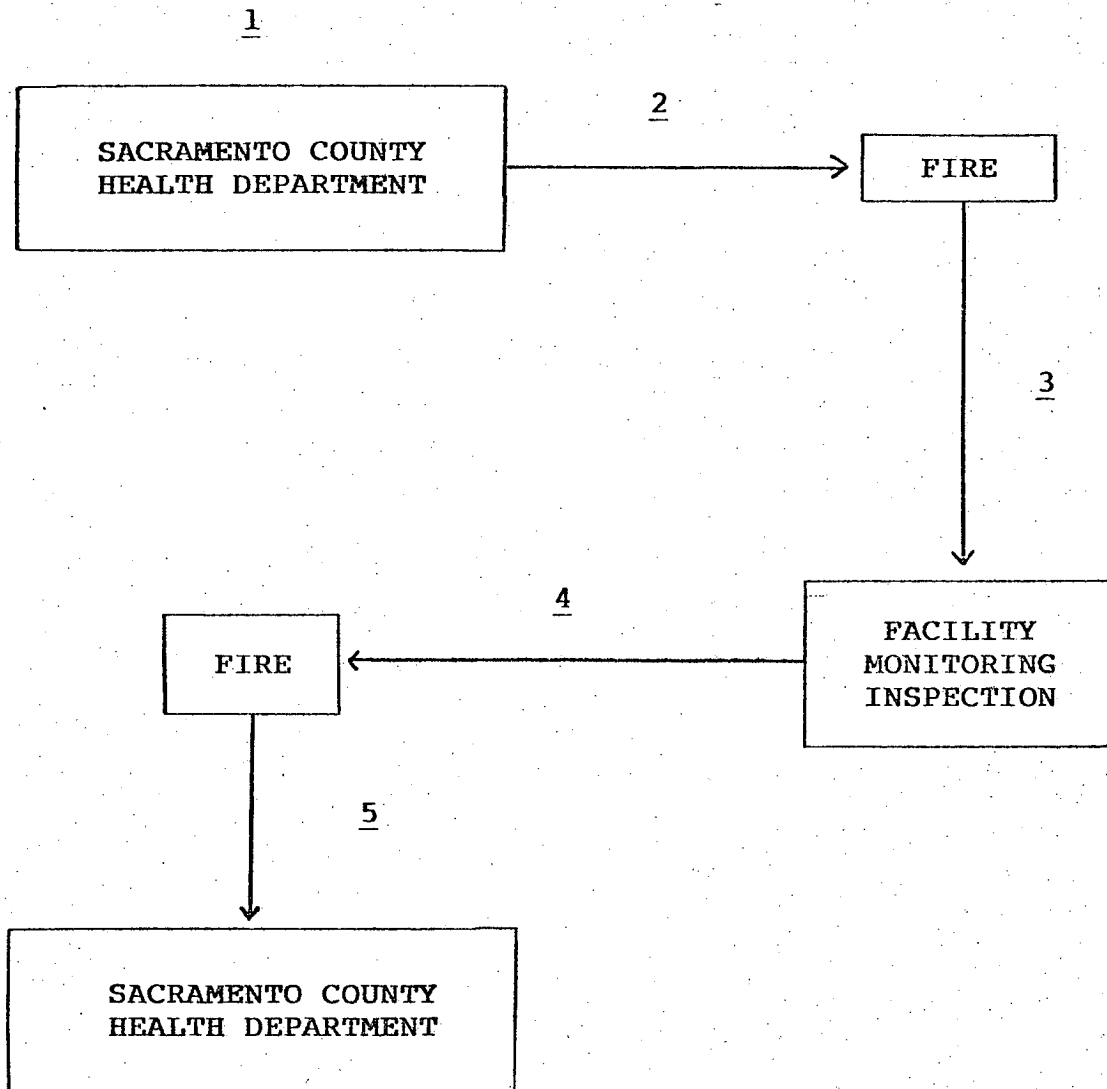 1
SACRAMENTO COUNTY
HEALTH DEPARTMENT
2
FIRE
3
4
FIRE
FACILITY
MONITORING
INSPECTION
5
SACRAMENTO COUNTY
HEALTH DEPARTMENT